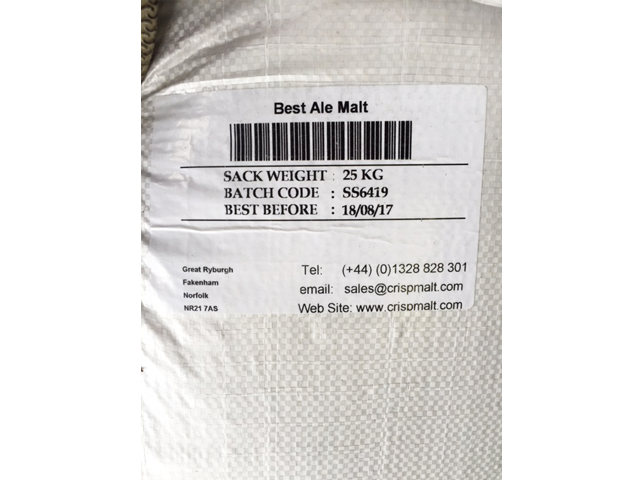 Best Ale Malt
SACK WEIGHT : 25 KG
BATCH CODE : SS6419
BEST BEFORE : 18/08/17
Great Ryburgh
Fakenham
Norfolk
NR21 7AS
Tel: (+44) (0)1328 828 301
email: sales@crispmalt.com
Web Site: www.crispmalt.com